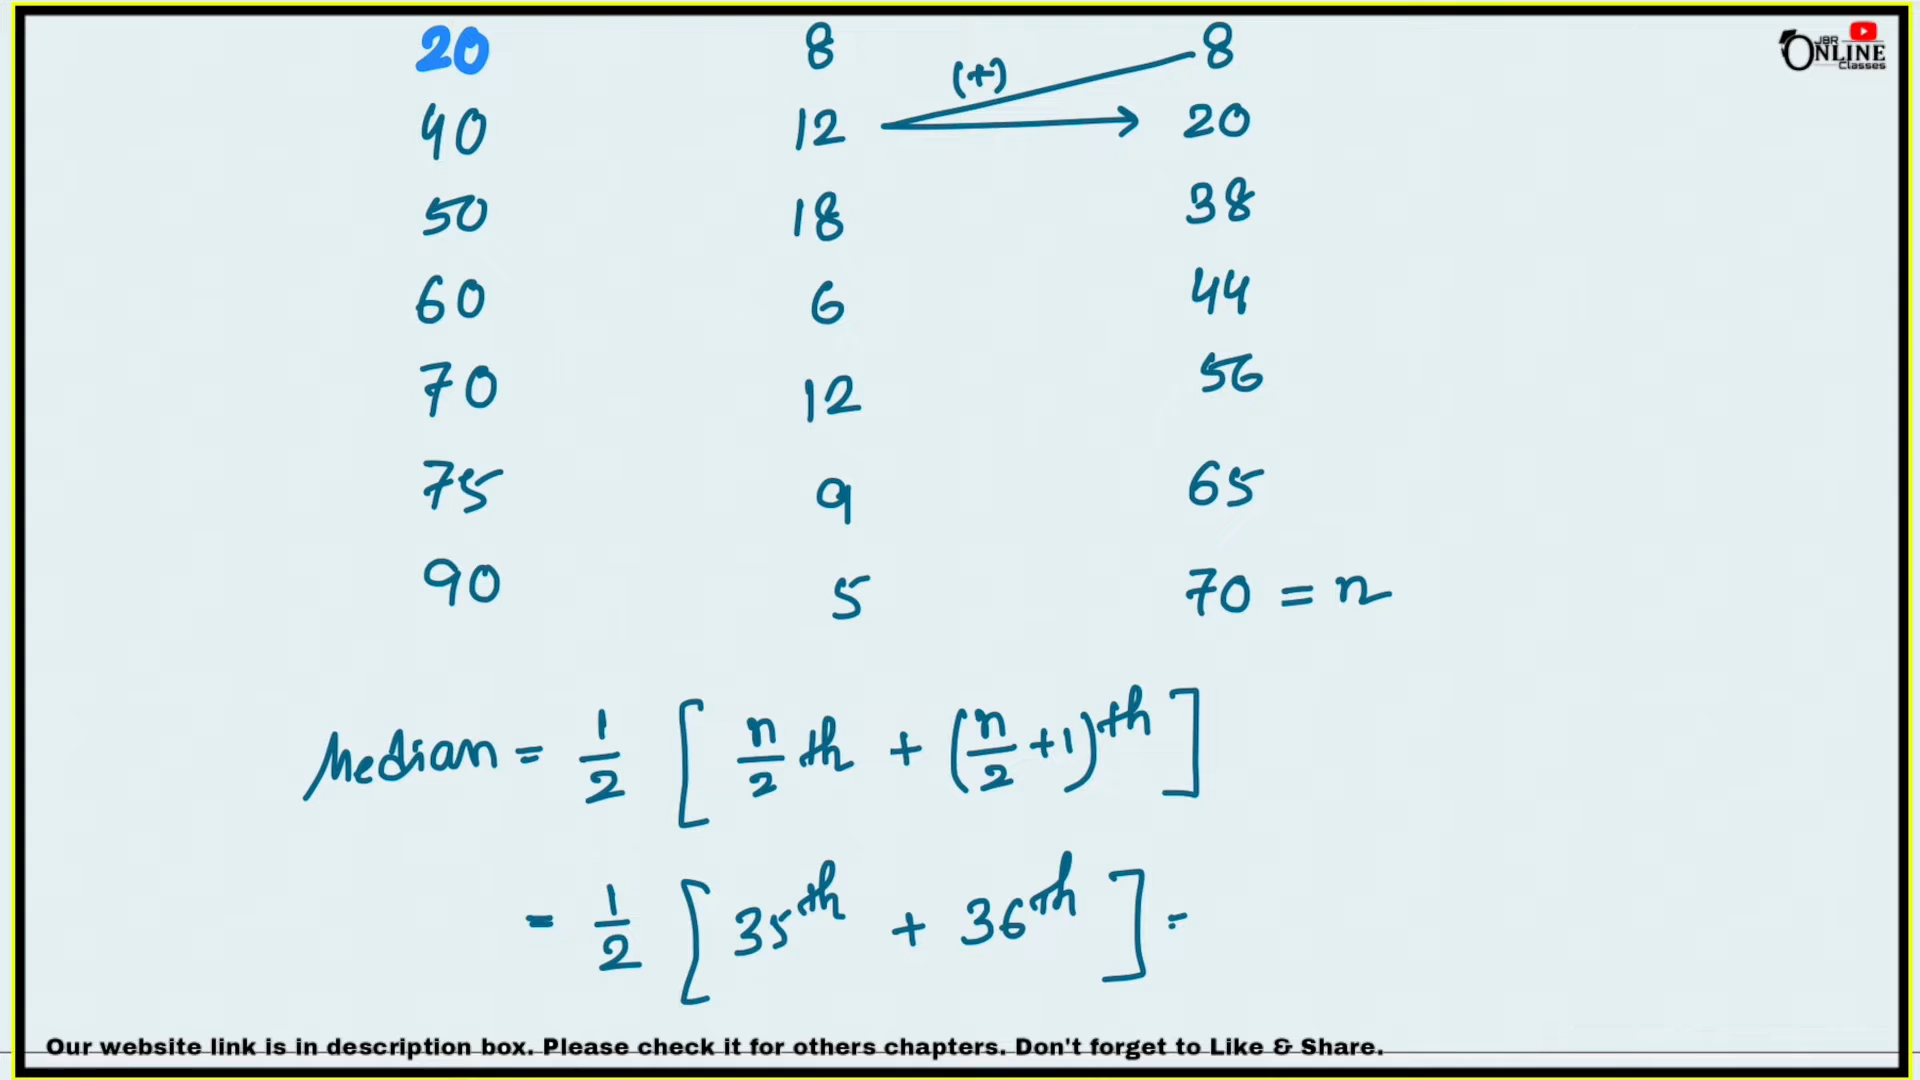 JBR
ONLINE
Classes
20 8 8
(+)
40 12 20
50 18 38
60 6 44
70 12 56
75 9 65
90 5 70 = n
Median = 1/2 [ n/2 th + (n/2 + 1)th ]
= 1/2 [ 35th + 36th ] =
Our website link is in description box. Please check it for others chapters. Don't forget to Like & Share.